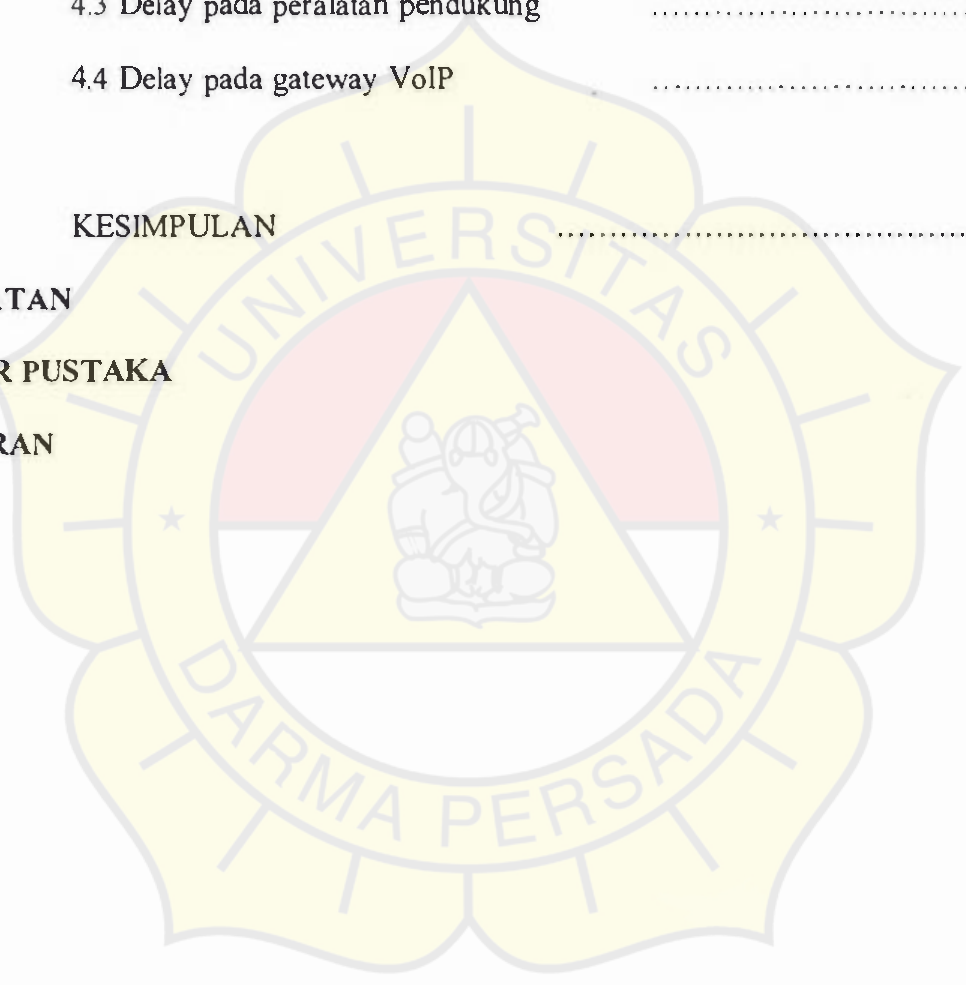 4.3 Delay pada peralatan pendukung ........................
4.4 Delay pada gateway VoIP ........................
KESIMPULAN ................................
TAN
R PUSTAKA
RAN
UNIVERSITAS
DARMA PERSADA